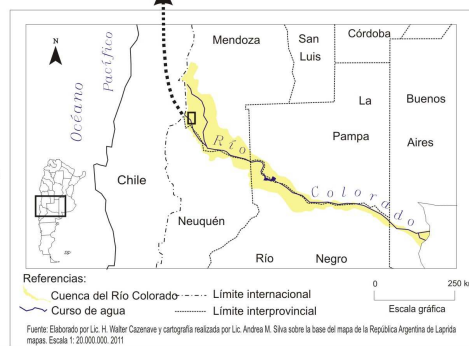 Mendoza
San
Luis
Córdoba
N
Océano
Pacífico
La
Pampa
Buenos
Aires
Río
Colorado
Chile
Neuquén
Río
Negro
Referencias:
Cuenca del Río Colorado
Límite internacional
Curso de agua
Límite interprovincial
0
250 km
Escala gráfica
Fuente: Elaborado por Lic. H. Walter Cazenave y cartografía realizada por Lic. Andrea M. Silva sobre la base del mapa de la República Argentina de Laprida
mapas. Escala 1: 20.000.000. 2011